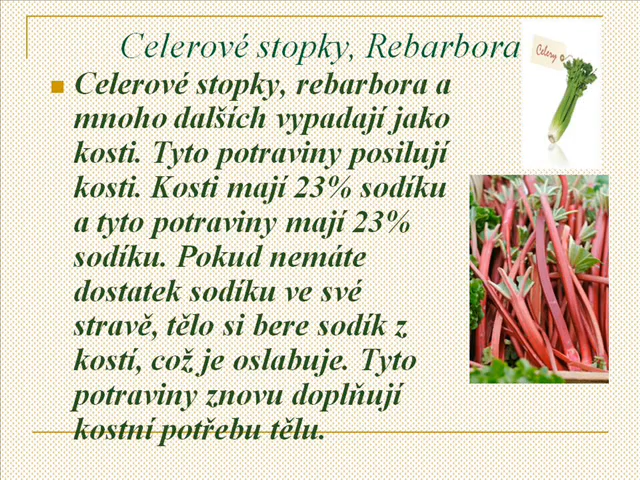 Celerové stopky, Rebarbora
Celery
Celerové stopky, rebarbora a
mnoho dalších vypadají jako
kosti. Tyto potraviny posilují
kosti. Kosti mají 23% sodíku
a tyto potraviny mají 23%
sodíku. Pokud nemáte
dostatek sodíku ve své
stravě, tělo si bere sodík z
kostí, což je oslabuje. Tyto
potraviny znovu doplňují
kostní potřebu tělu.